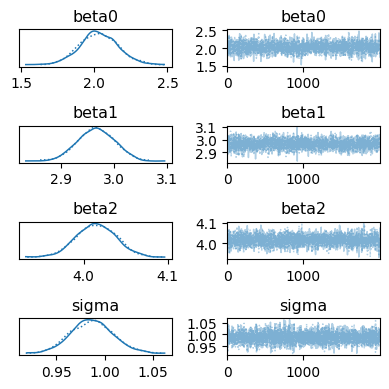 beta0 beta0
2.5
2.0
1.5
1.5 2.0 2.5 0 1000
beta1 beta1
3.1
3.0
2.9
2.9 3.0 3.1 0 1000
beta2 beta2
4.1
4.0
4.0 4.1 0 1000
sigma sigma
1.05
1.00
0.95
0.95 1.00 1.05 0 1000